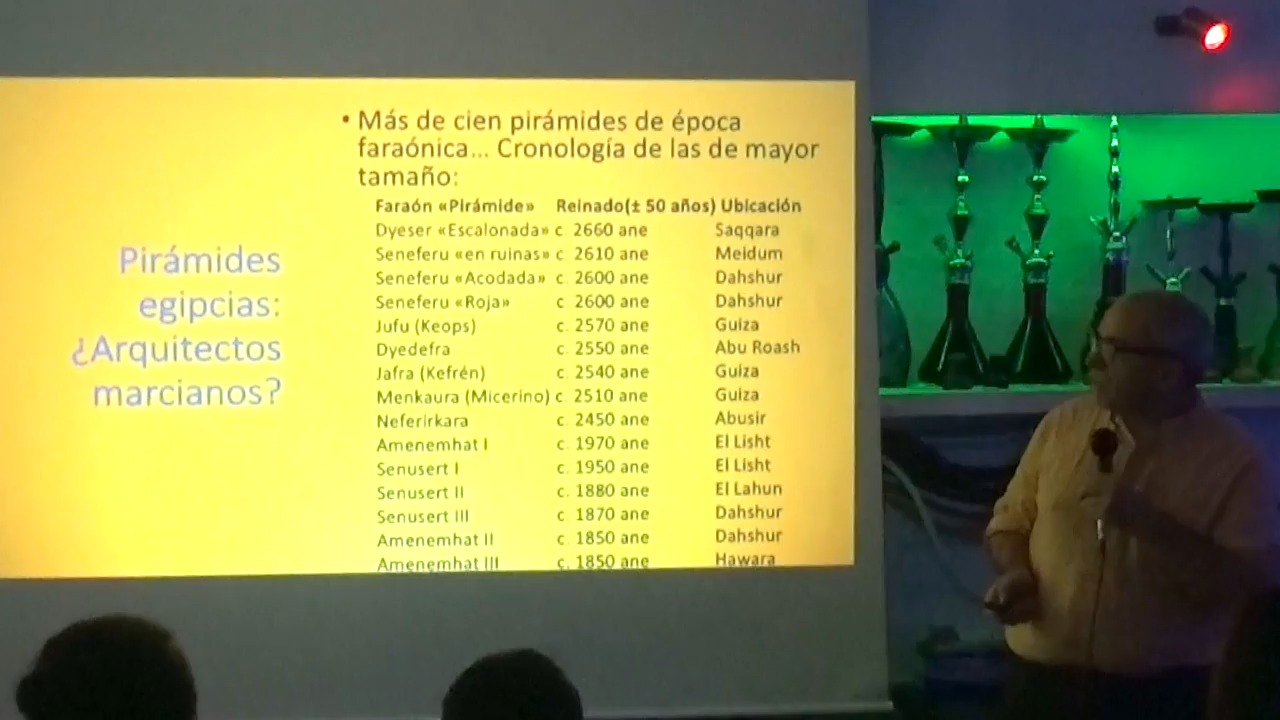 Pirámides
egipcias:
¿Arquitectos
marcianos?
• Más de cien pirámides de época
faraónica... Cronología de las de mayor
tamaño:
Faraón «Pirámide» Reinado(± 50 años) Ubicación
Dyeser «Escalonada» c. 2660 ane Saqqara
Seneferu «en ruinas» c. 2610 ane Meidum
Seneferu «Acodada» c. 2600 ane Dahshur
Seneferu «Roja» c. 2600 ane Dahshur
Jufu (Keops) c. 2570 ane Guiza
Dyedefra c. 2550 ane Abu Roash
Jafra (Kefrén) c. 2540 ane Guiza
Menkaura (Micerino) c. 2510 ane Guiza
Neferirkara c. 2450 ane Abusir
Amenemhat I c. 1970 ane El Lisht
Senusert I c. 1950 ane El Lisht
Senusert II c. 1880 ane El Lahun
Senusert III c. 1870 ane Dahshur
Amenemhat II c. 1850 ane Dahshur
Amenemhat III c. 1850 ane Hawara